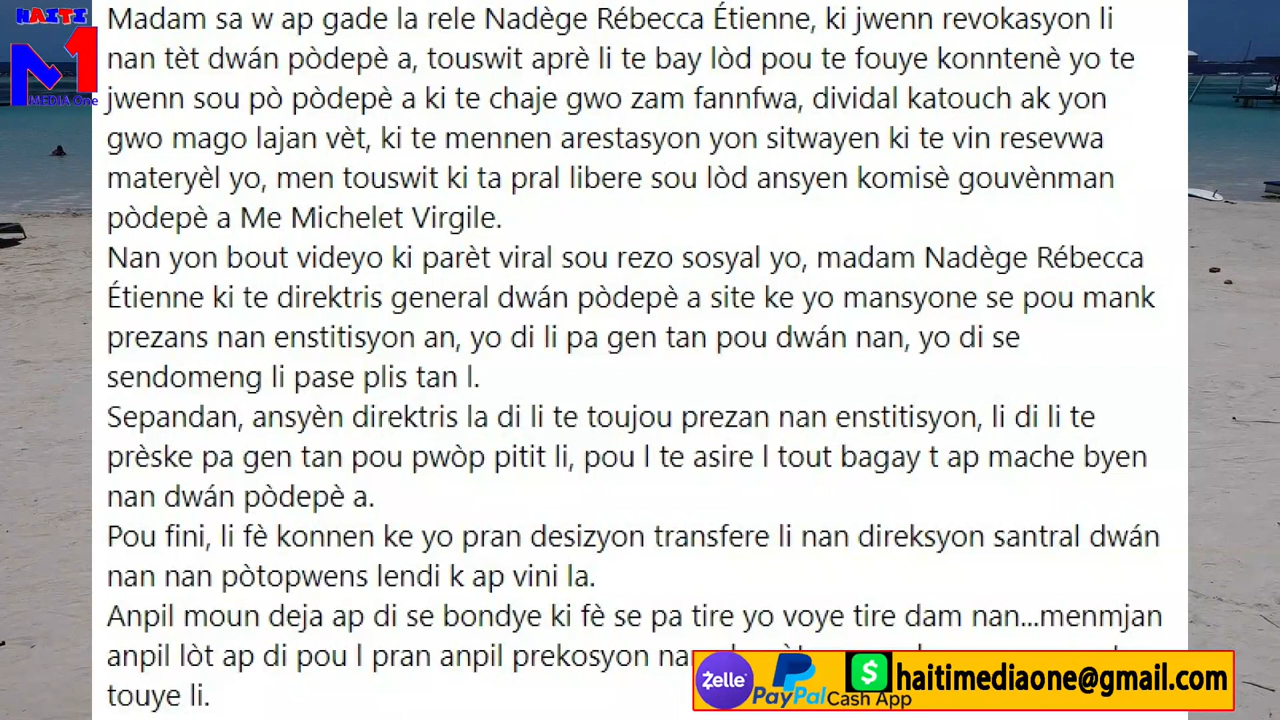 HAITI
M1
MEDIA One
Madam sa w ap gade la rele Nadège Rébecca Étienne, ki jwenn revokasyon li
nan tèt dwán pòdepè a, touswit aprè li te bay lòd pou te fouye konntenè yo te
jwenn sou pò pòdepè a ki te chaje gwo zam fannfwa, dividal katouch ak yon
gwo mago lajan vèt, ki te mennen arestasyon yon sitwayen ki te vin resevwa
materyèl yo, men touswit ki ta pral libere sou lòd ansyen komisè gouvènman
pòdepè a Me Michelet Virgile.
Nan yon bout videyo ki parèt viral sou rezo sosyal yo, madam Nadège Rébecca
Étienne ki te direktris general dwán pòdepè a site ke yo mansyone se pou mank
prezans nan enstitisyon an, yo di li pa gen tan pou dwán nan, yo di se
sendomeng li pase plis tan l.
Sepandan, ansyèn direktris la di li te toujou prezan nan enstitisyon, li di li te
prèske pa gen tan pou pwòp pitit li, pou l te asire l tout bagay t ap mache byen
nan dwán pòdepè a.
Pou fini, li fè konnen ke yo pran desizyon transfere li nan direksyon santral dwán
nan nan pòtopwens lendi k ap vini la.
Anpil moun deja ap di se bondye ki fè se pa tire yo voye tire dam nan...menmjan
anpil lòt ap di pou l pran anpil prekosyon
touye li.
Zelle
PayPal
$
Cash App
haitimediaone@gmail.com